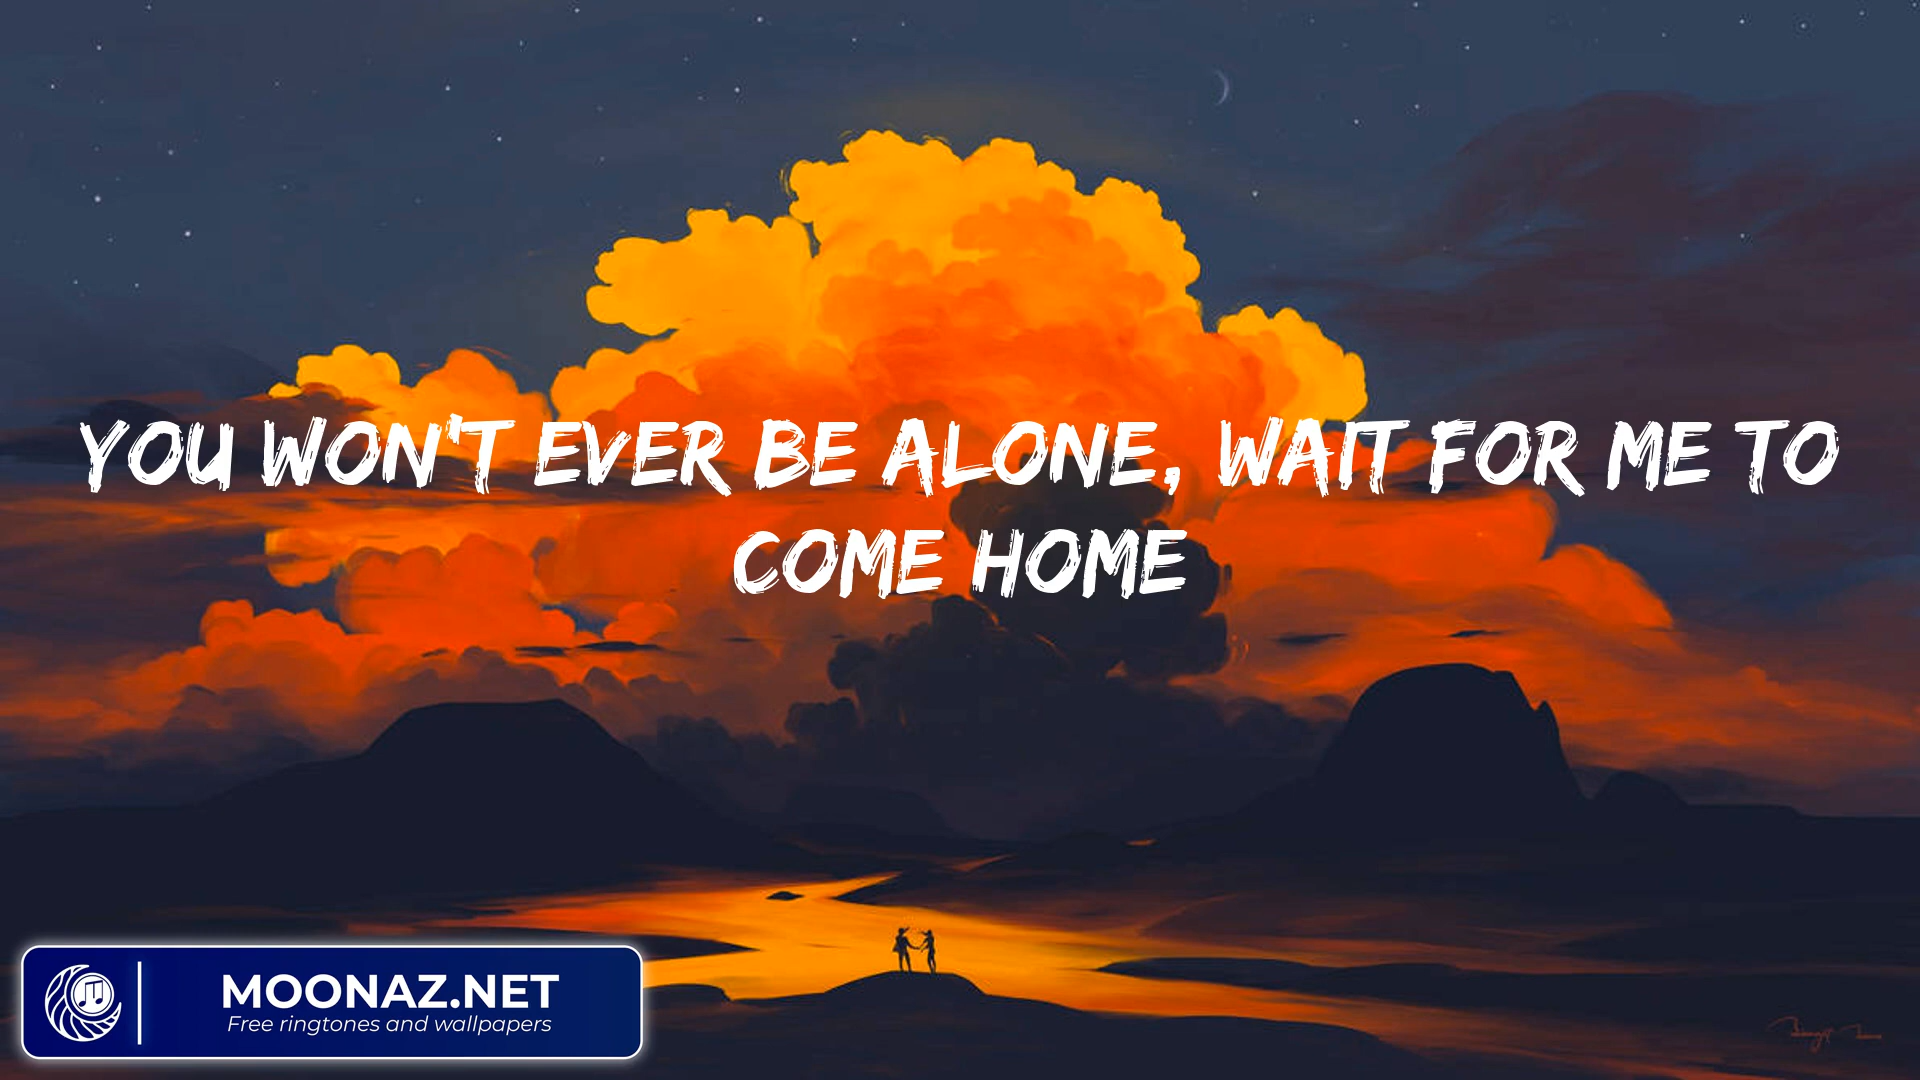 YOU WON'T EVER BE ALONE, WAIT FOR ME TO
COME HOME
MOONAZ.NET
Free ringtones and wallpapers